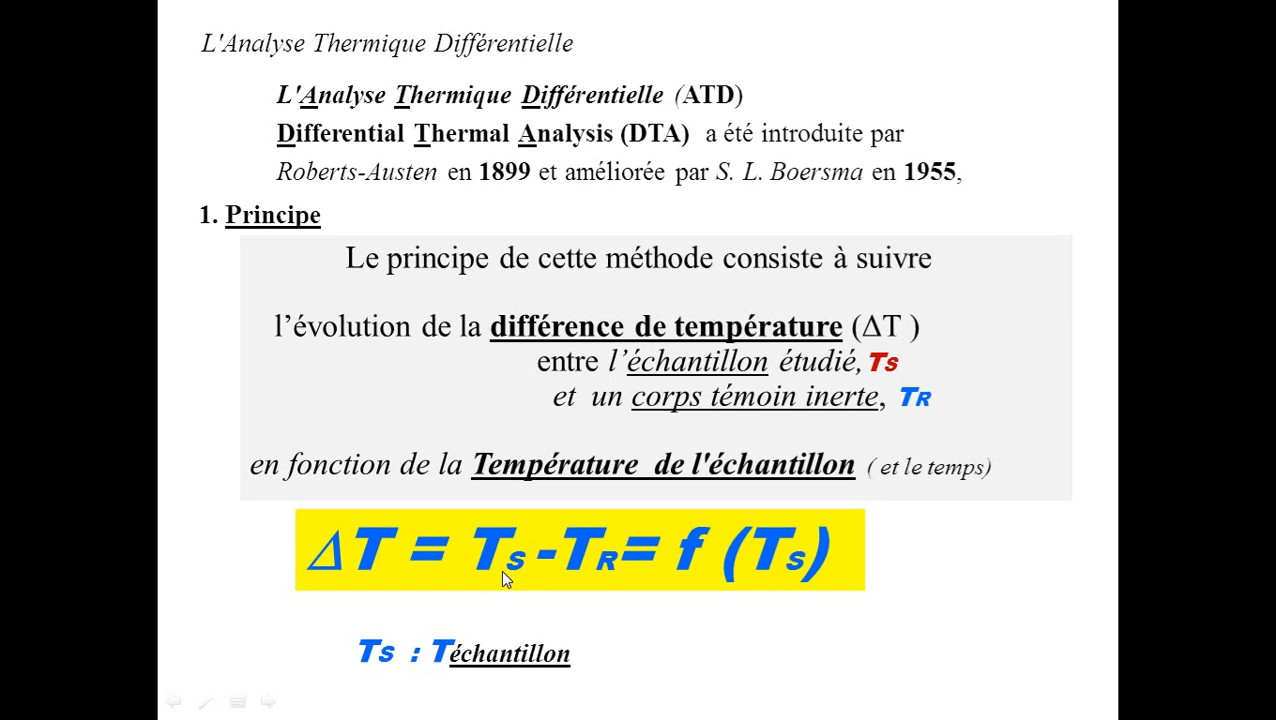 L'Analyse Thermique Différentielle
L'Analyse Thermique Différentielle (ATD)
Differential Thermal Analysis (DTA) a été introduite par
Roberts-Austen en 1899 et améliorée par S. L. Boersma en 1955,
1. Principe
Le principe de cette méthode consiste à suivre
l’évolution de la différence de température (ΔT )
entre l’échantillon étudié, Ts
et un corps témoin inerte, TR
en fonction de la Température de l'échantillon ( et le temps)
ΔT = Ts -TR= f (Ts)
Ts : Téchantillon